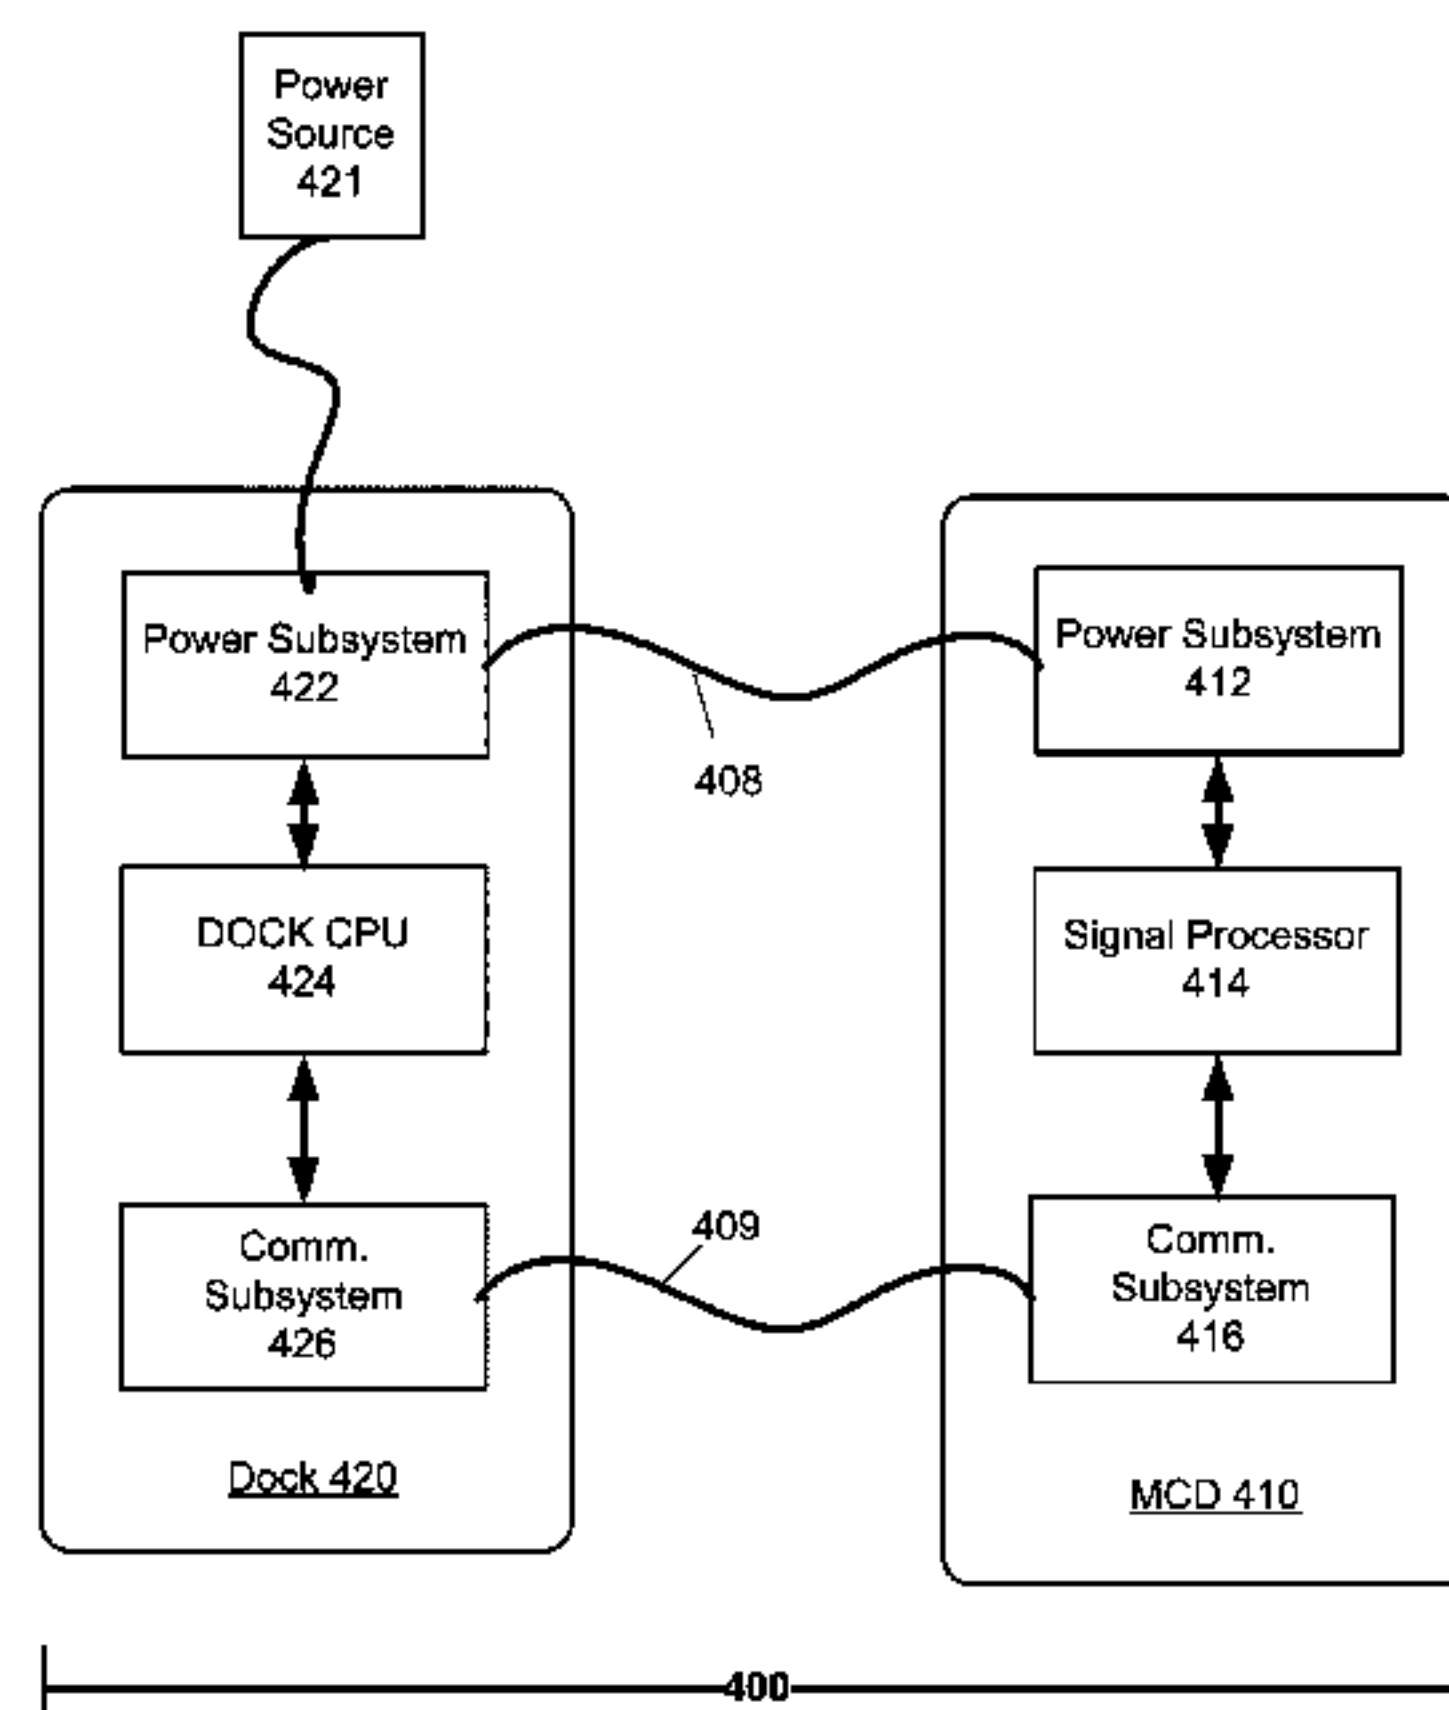 Power
Source
421
Power Subsystem
422
Power Subsystem
412
408
DOCK CPU
424
Signal Processor
414
409
Comm.
Subsystem
426
Comm.
Subsystem
416
Dock 420
MCD 410
400